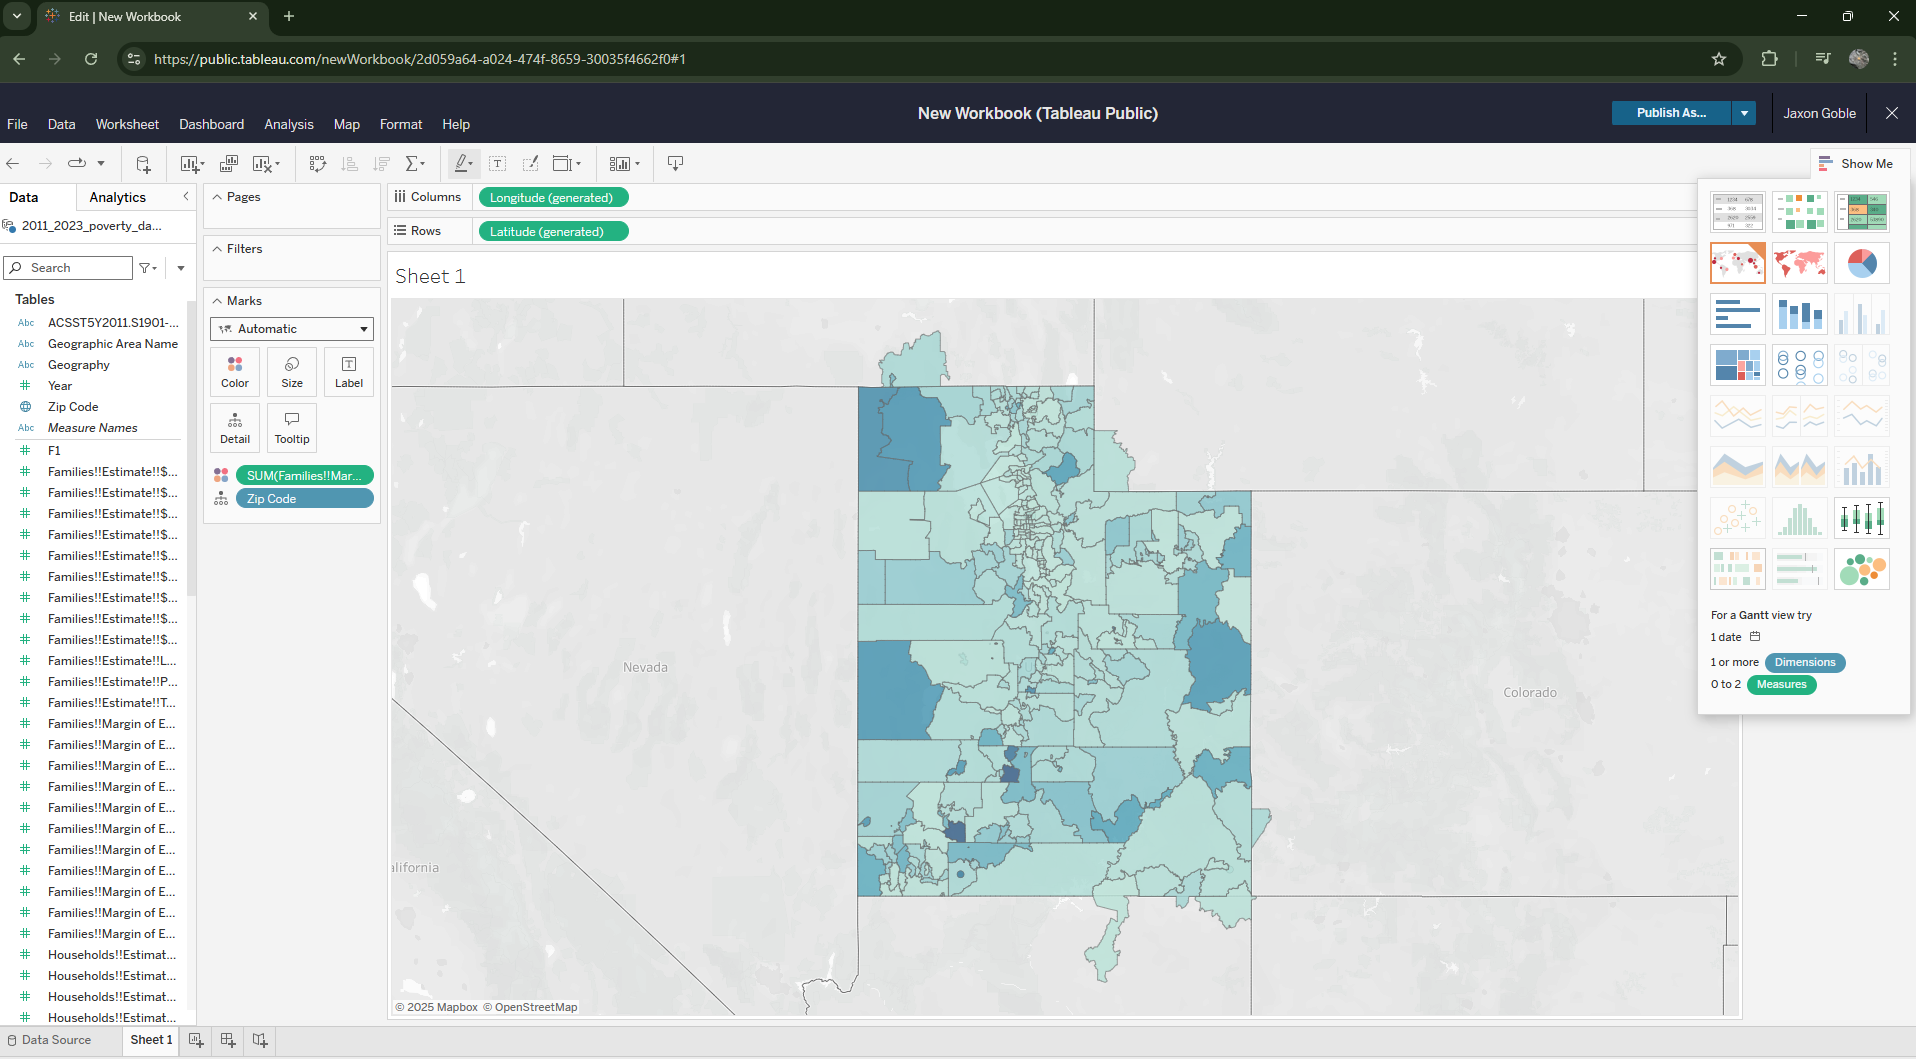 Edit | New Workbook
https://public.tableau.com/newWorkbook/2d059a64-a024-474f-8659-30035f4662f0#1
New Workbook (Tableau Public)
Publish As...
Jaxon Goble
File Data Worksheet Dashboard Analysis Map Format Help
Show Me
Data Analytics
2011_2023_poverty_da...
Search
Tables
Abc ACSST5Y2011.S1901-...
Abc Geographic Area Name
Abc Geography
Year
Zip Code
Abc Measure Names
F1
Families!!Estimate!!$...
Families!!Estimate!!$...
Families!!Estimate!!$...
Families!!Estimate!!$...
Families!!Estimate!!$...
Families!!Estimate!!$...
Families!!Estimate!!$...
Families!!Estimate!!$...
Families!!Estimate!!$...
Families!!Estimate!!L...
Families!!Estimate!!P...
Families!!Estimate!!T...
Families!!Margin of E...
Families!!Margin of E...
Families!!Margin of E...
Families!!Margin of E...
Families!!Margin of E...
Families!!Margin of E...
Families!!Margin of E...
Families!!Margin of E...
Families!!Margin of E...
Families!!Margin of E...
Families!!Margin of E...
Households!!Estimat...
Households!!Estimat...
Households!!Estimat...
Households!!Estimat...
Pages
Filters
Marks
Automatic
Color Size Label
Detail Tooltip
SUM(Families!!Mar...
Zip Code
Columns Longitude (generated)
Rows Latitude (generated)
Sheet 1
Nevada
Colorado
alifornia
© 2025 Mapbox © OpenStreetMap
For a Gantt view try
1 date
1 or more Dimensions
0 to 2 Measures
Data Source Sheet 1